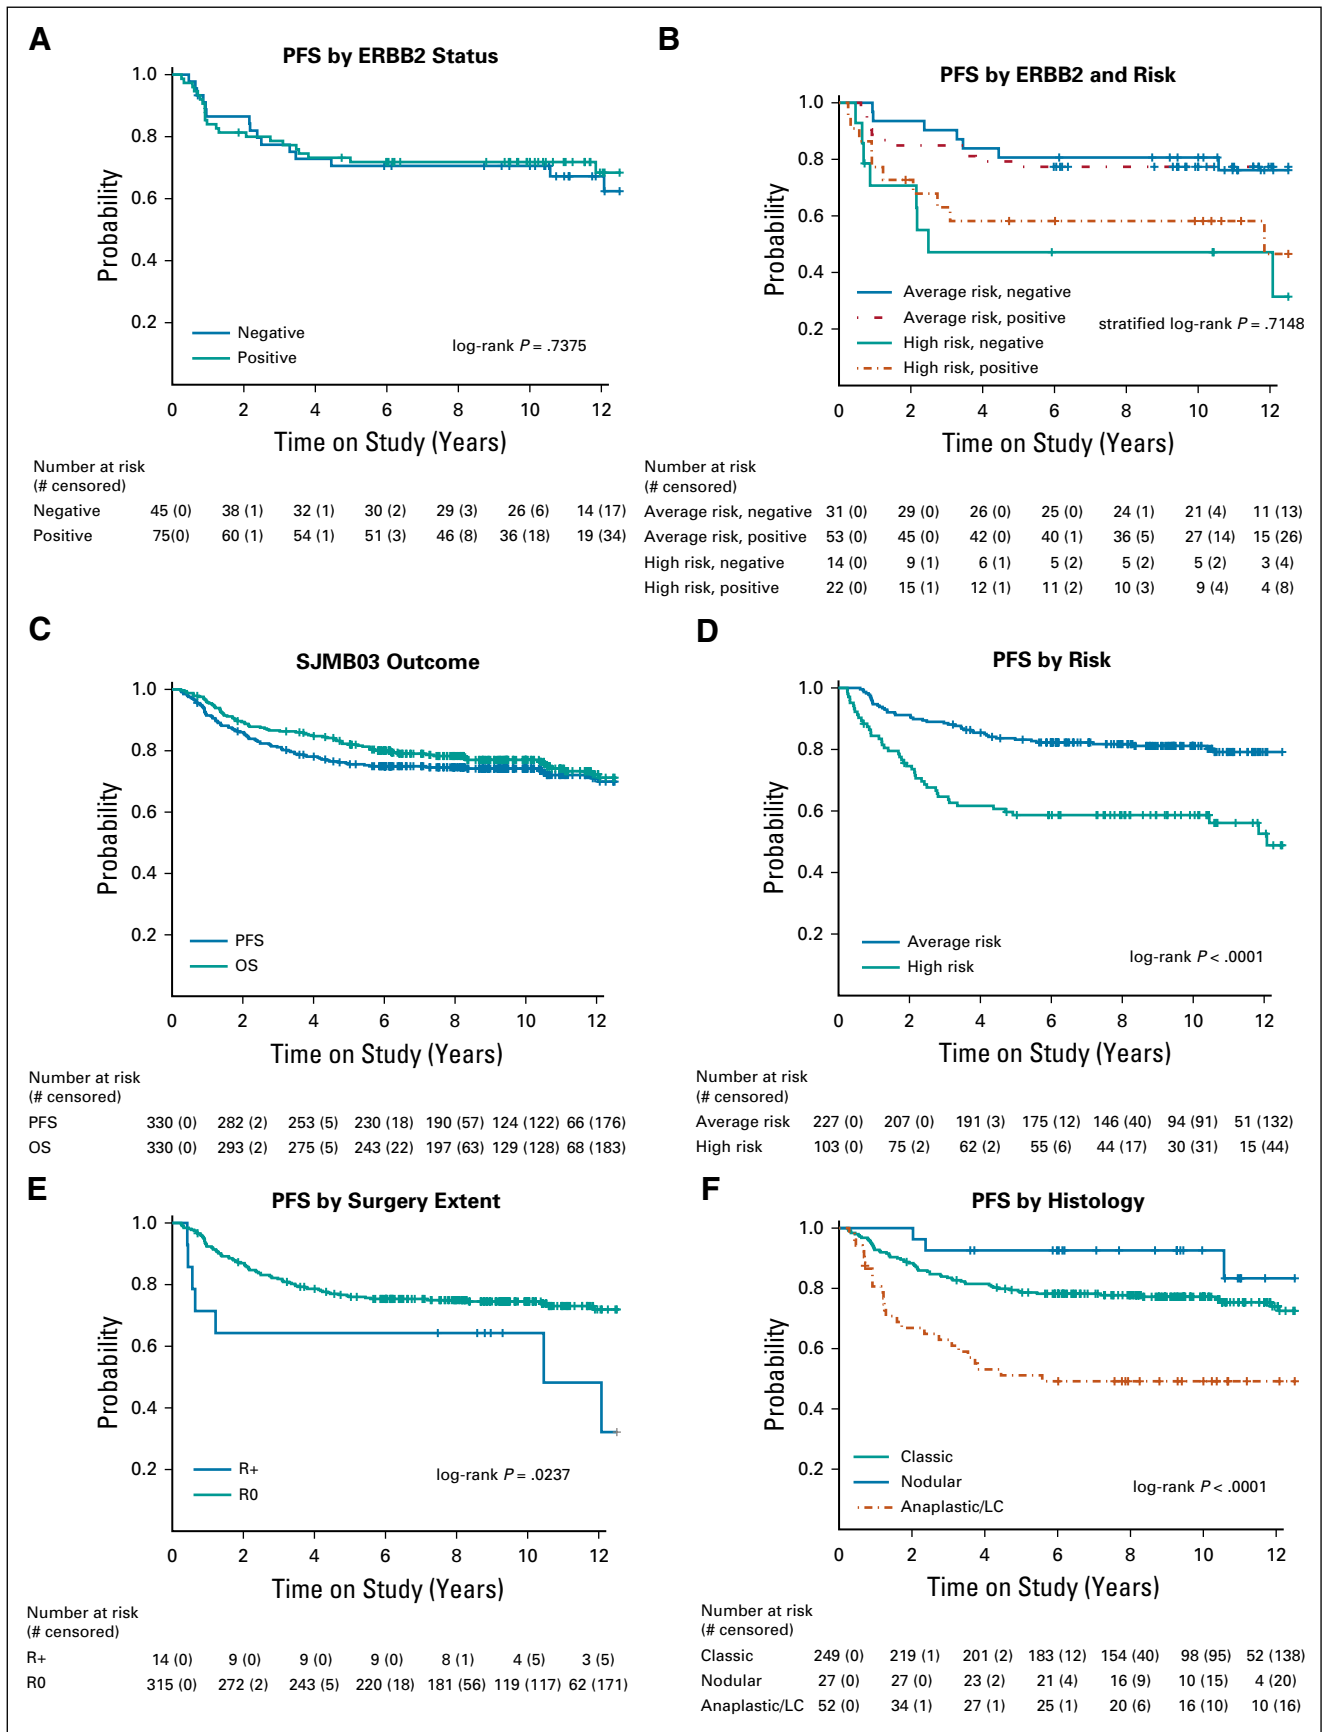 A
PFS by ERBB2 Status
1.0
0.8
0.6
0.4
0.2
Probability
Negative
Positive
log-rank P = .7375
0 2 4 6 8 10 12
Time on Study (Years)
Number at risk
(# censored)
Negative 45 (0) 38 (1) 32 (1) 30 (2) 29 (3) 26 (6) 14 (17)
Positive 75(0) 60 (1) 54 (1) 51 (3) 46 (8) 36 (18) 19 (34)
B
PFS by ERBB2 and Risk
1.0
0.8
0.6
0.4
0.2
Probability
Average risk, negative
Average risk, positive
High risk, negative
High risk, positive
stratified log-rank P = .7148
0 2 4 6 8 10 12
Time on Study (Years)
Number at risk
(# censored)
Average risk, negative 31 (0) 29 (0) 26 (0) 25 (0) 24 (1) 21 (4) 11 (13)
Average risk, positive 53 (0) 45 (0) 42 (0) 40 (1) 36 (5) 27 (14) 15 (26)
High risk, negative 14 (0) 9 (1) 6 (1) 5 (2) 5 (2) 5 (2) 3 (4)
High risk, positive 22 (0) 15 (1) 12 (1) 11 (2) 10 (3) 9 (4) 4 (8)
C
SJMB03 Outcome
1.0
0.8
0.6
0.4
0.2
Probability
PFS
OS
0 2 4 6 8 10 12
Time on Study (Years)
Number at risk
(# censored)
PFS 330 (0) 282 (2) 253 (5) 230 (18) 190 (57) 124 (122) 66 (176)
OS 330 (0) 293 (2) 275 (5) 243 (22) 197 (63) 129 (128) 68 (183)
D
PFS by Risk
1.0
0.8
0.6
0.4
0.2
Probability
Average risk
High risk
log-rank P < .0001
0 2 4 6 8 10 12
Time on Study (Years)
Number at risk
(# censored)
Average risk 227 (0) 207 (0) 191 (3) 175 (12) 146 (40) 94 (91) 51 (132)
High risk 103 (0) 75 (2) 62 (2) 55 (6) 44 (17) 30 (31) 15 (44)
E
PFS by Surgery Extent
1.0
0.8
0.6
0.4
0.2
Probability
R+
R0
log-rank P = .0237
0 2 4 6 8 10 12
Time on Study (Years)
Number at risk
(# censored)
R+ 14 (0) 9 (0) 9 (0) 9 (0) 8 (1) 4 (5) 3 (5)
R0 315 (0) 272 (2) 243 (5) 220 (18) 181 (56) 119 (117) 62 (171)
F
PFS by Histology
1.0
0.8
0.6
0.4
0.2
Probability
Classic
Nodular
Anaplastic/LC
log-rank P < .0001
0 2 4 6 8 10 12
Time on Study (Years)
Number at risk
(# censored)
Classic 249 (0) 219 (1) 201 (2) 183 (12) 154 (40) 98 (95) 52 (138)
Nodular 27 (0) 27 (0) 23 (2) 21 (4) 16 (9) 10 (15) 4 (20)
Anaplastic/LC 52 (0) 34 (1) 27 (1) 25 (1) 20 (6) 16 (10) 10 (16)